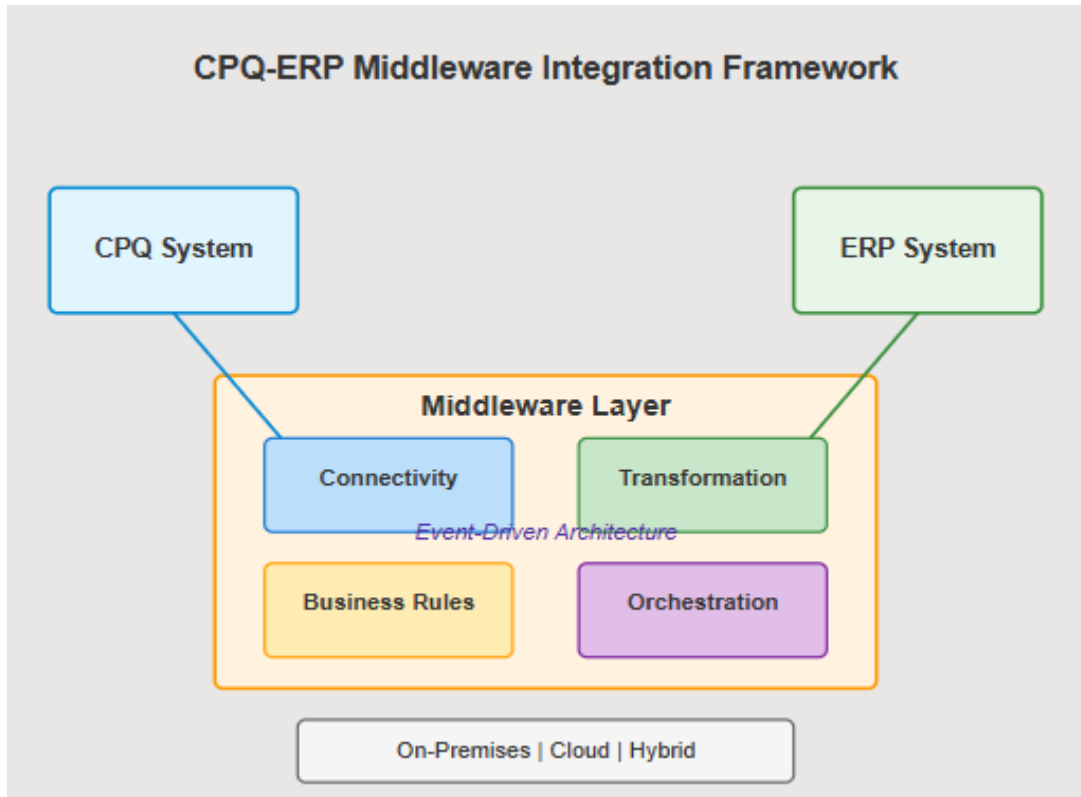 CPQ-ERP Middleware Integration Framework
CPQ System
ERP System
Middleware Layer
Connectivity
Transformation
Event-Driven Architecture
Business Rules
Orchestration
On-Premises | Cloud | Hybrid